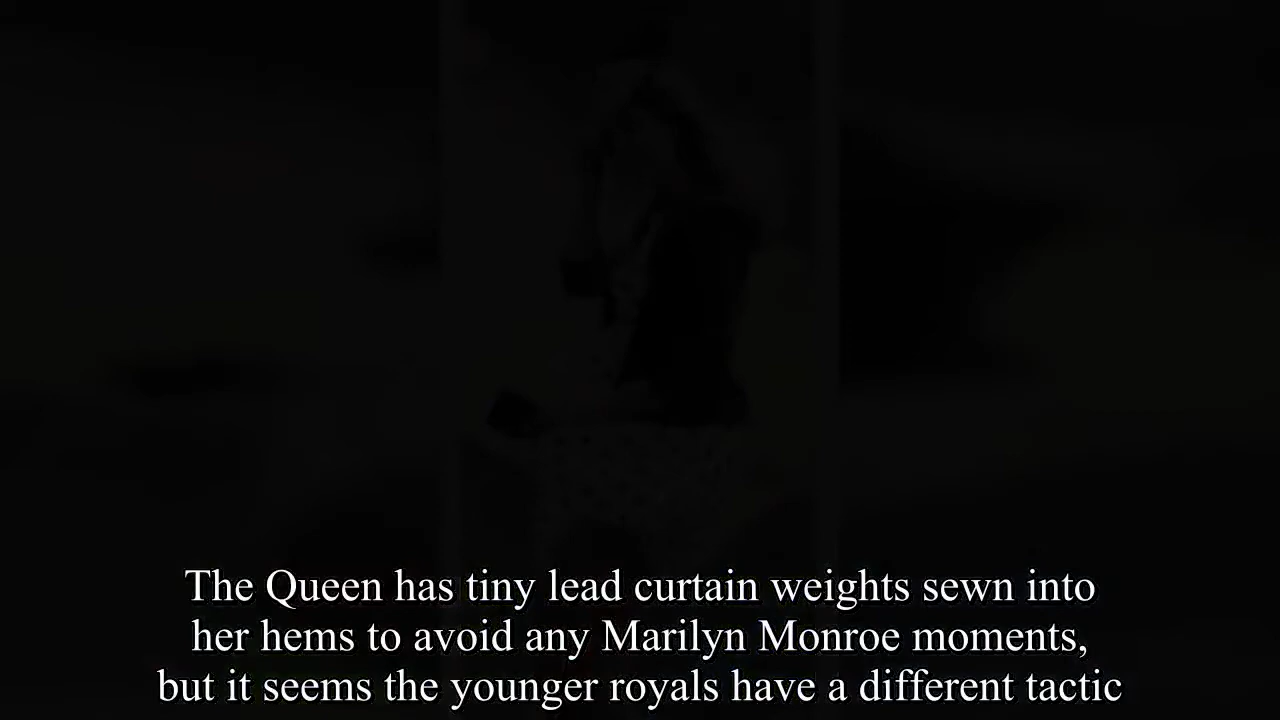 The Queen has tiny lead curtain weights sewn into
her hems to avoid any Marilyn Monroe moments,
but it seems the younger royals have a different tactic